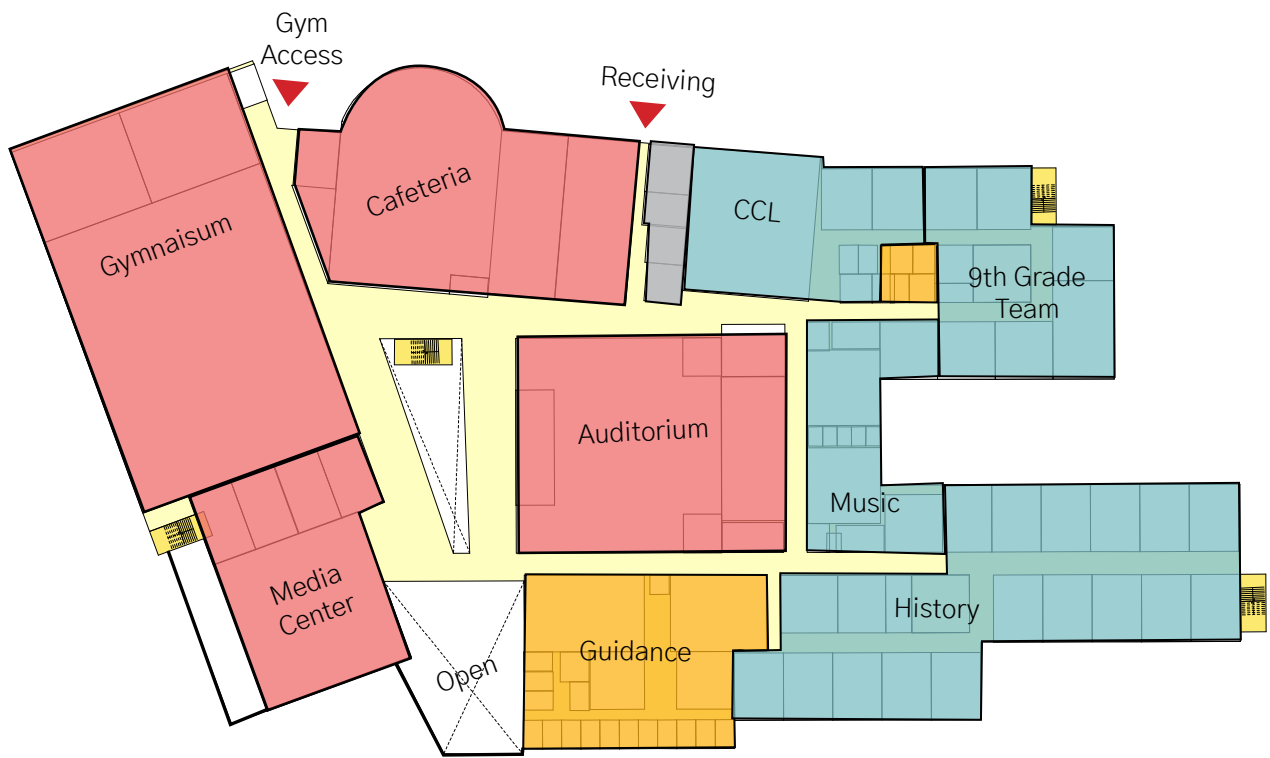 Gym
Access
Receiving
Cafeteria
CCL
Gymnaisum
9th Grade
Team
Auditorium
Music
Media
Center
History
Guidance
Open